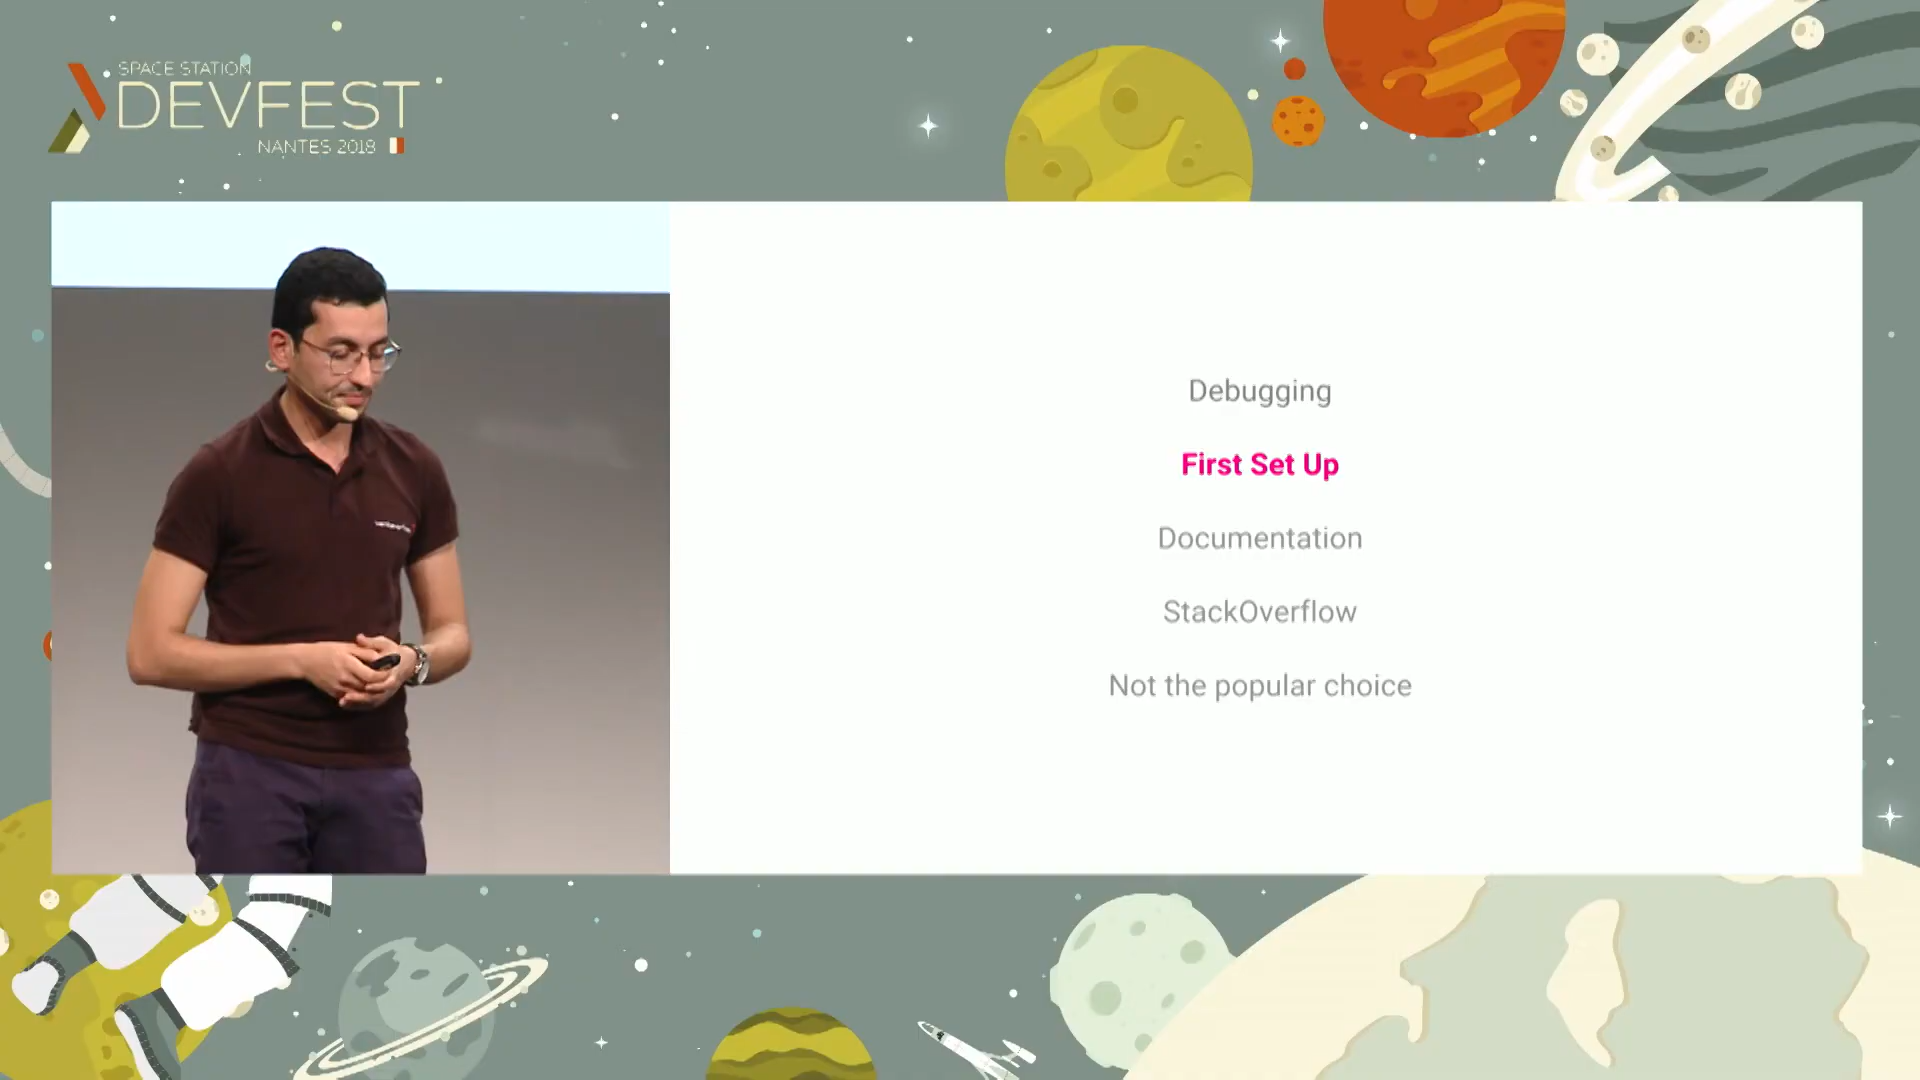 SPACE STATION
DEVFEST
NANTES 2018
Debugging
First Set Up
Documentation
StackOverflow
Not the popular choice